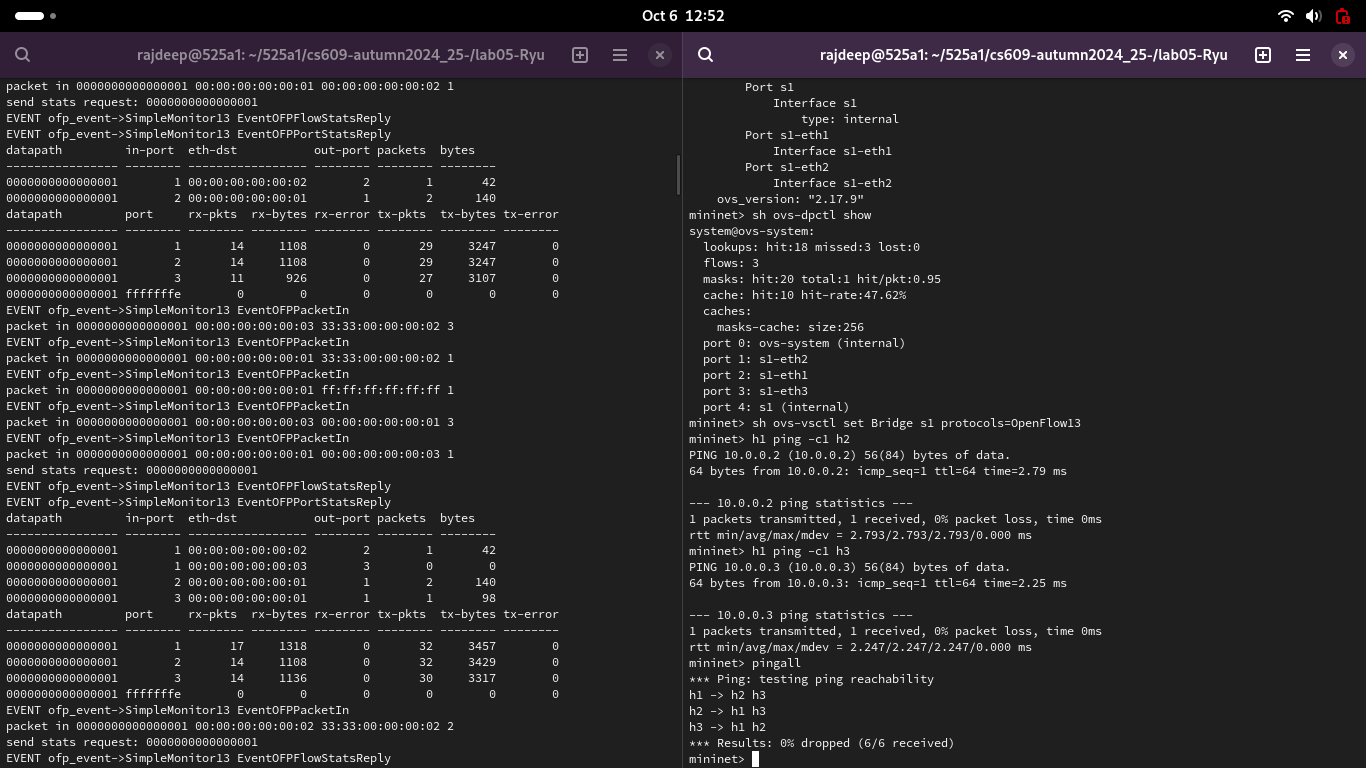 Oct 6 12:52
rajdeep@525a1: ~/525a1/cs609-autumn2024_25-/lab05-Ryu
packet in 0000000000000001 00:00:00:00:00:01 00:00:00:00:00:02 1
send stats request: 0000000000000001
EVENT ofp_event->SimpleMonitor13 EventOFPFlowStatsReply
EVENT ofp_event->SimpleMonitor13 EventOFPPortStatsReply
datapath         in-port  eth-dst           out-port packets  bytes
---------------- -------- ----------------- -------- -------- --------
0000000000000001        1 00:00:00:00:00:02        2        1       42
0000000000000001        2 00:00:00:00:00:01        1        2      140
datapath         port     rx-pkts  rx-bytes rx-error tx-pkts  tx-bytes tx-error
---------------- -------- -------- -------- -------- -------- -------- --------
0000000000000001        1       14     1108        0       29     3247        0
0000000000000001        2       14     1108        0       29     3247        0
0000000000000001        3       11      926        0       27     3107        0
0000000000000001 fffffffe        0        0        0        0        0        0
EVENT ofp_event->SimpleMonitor13 EventOFPPacketIn
packet in 0000000000000001 00:00:00:00:00:03 33:33:00:00:00:02 3
EVENT ofp_event->SimpleMonitor13 EventOFPPacketIn
packet in 0000000000000001 00:00:00:00:00:01 33:33:00:00:00:02 1
EVENT ofp_event->SimpleMonitor13 EventOFPPacketIn
packet in 0000000000000001 00:00:00:00:00:01 ff:ff:ff:ff:ff:ff 1
EVENT ofp_event->SimpleMonitor13 EventOFPPacketIn
packet in 0000000000000001 00:00:00:00:00:03 00:00:00:00:00:01 3
EVENT ofp_event->SimpleMonitor13 EventOFPPacketIn
packet in 0000000000000001 00:00:00:00:00:01 00:00:00:00:00:03 1
send stats request: 0000000000000001
EVENT ofp_event->SimpleMonitor13 EventOFPFlowStatsReply
EVENT ofp_event->SimpleMonitor13 EventOFPPortStatsReply
datapath         in-port  eth-dst           out-port packets  bytes
---------------- -------- ----------------- -------- -------- --------
0000000000000001        1 00:00:00:00:00:02        2        1       42
0000000000000001        1 00:00:00:00:00:03        3        0        0
0000000000000001        2 00:00:00:00:00:01        1        2      140
0000000000000001        3 00:00:00:00:00:01        1        1       98
datapath         port     rx-pkts  rx-bytes rx-error tx-pkts  tx-bytes tx-error
---------------- -------- -------- -------- -------- -------- -------- --------
0000000000000001        1       17     1318        0       32     3457        0
0000000000000001        2       14     1108        0       32     3429        0
0000000000000001        3       14     1136        0       30     3317        0
0000000000000001 fffffffe        0        0        0        0        0        0
EVENT ofp_event->SimpleMonitor13 EventOFPPacketIn
packet in 0000000000000001 00:00:00:00:00:02 33:33:00:00:00:02 2
send stats request: 0000000000000001
EVENT ofp_event->SimpleMonitor13 EventOFPFlowStatsReply
rajdeep@525a1: ~/525a1/cs609-autumn2024_25-/lab05-Ryu
Port s1
Interface s1
type: internal
Port s1-eth1
Interface s1-eth1
Port s1-eth2
Interface s1-eth2
ovs_version: "2.17.9"
mininet> sh ovs-dpctl show
system@ovs-system:
lookups: hit:18 missed:3 lost:0
flows: 3
masks: hit:20 total:1 hit/pkt:0.95
cache: hit:10 hit-rate:47.62%
caches:
masks-cache: size:256
port 0: ovs-system (internal)
port 1: s1-eth2
port 2: s1-eth1
port 3: s1-eth3
port 4: s1 (internal)
mininet> sh ovs-vsctl set Bridge s1 protocols=OpenFlow13
mininet> h1 ping -c1 h2
PING 10.0.0.2 (10.0.0.2) 56(84) bytes of data.
64 bytes from 10.0.0.2: icmp_seq=1 ttl=64 time=2.79 ms

--- 10.0.0.2 ping statistics ---
1 packets transmitted, 1 received, 0% packet loss, time 0ms
rtt min/avg/max/mdev = 2.793/2.793/2.793/0.000 ms
mininet> h1 ping -c1 h3
PING 10.0.0.3 (10.0.0.3) 56(84) bytes of data.
64 bytes from 10.0.0.3: icmp_seq=1 ttl=64 time=2.25 ms

--- 10.0.0.3 ping statistics ---
1 packets transmitted, 1 received, 0% packet loss, time 0ms
rtt min/avg/max/mdev = 2.247/2.247/2.247/0.000 ms
mininet> pingall
*** Ping: testing ping reachability
h1 -> h2 h3
h2 -> h1 h3
h3 -> h1 h2
*** Results: 0% dropped (6/6 received)
mininet>